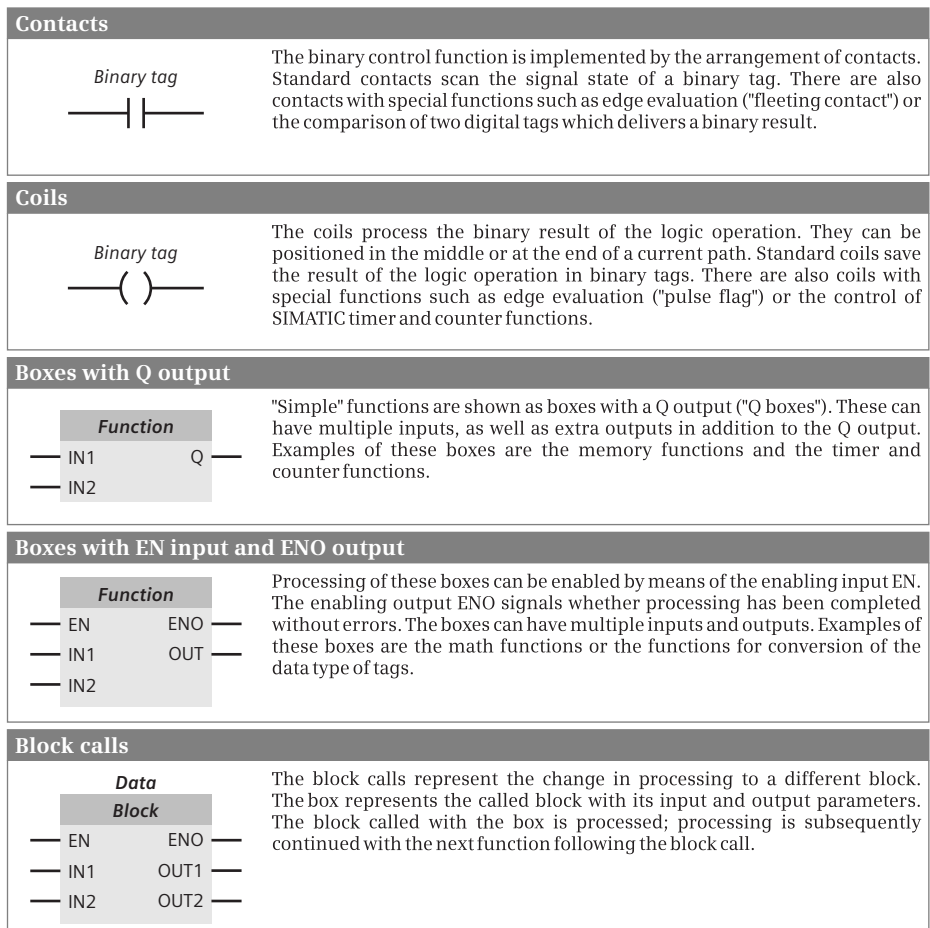 Contacts
Binary tag
The binary control function is implemented by the arrangement of contacts.
Standard contacts scan the signal state of a binary tag. There are also
contacts with special functions such as edge evaluation ("fleeting contact") or
the comparison of two digital tags which delivers a binary result.
Coils
Binary tag
The coils process the binary result of the logic operation. They can be
positioned in the middle or at the end of a current path. Standard coils save
the result of the logic operation in binary tags. There are also coils with
special functions such as edge evaluation ("pulse flag") or the control of
SIMATIC timer and counter functions.
Boxes with Q output
Function
IN1 Q
IN2
"Simple" functions are shown as boxes with a Q output ("Q boxes"). These can
have multiple inputs, as well as extra outputs in addition to the Q output.
Examples of these boxes are the memory functions and the timer and
counter functions.
Boxes with EN input and ENO output
Function
EN ENO
IN1 OUT
IN2
Processing of these boxes can be enabled by means of the enabling input EN.
The enabling output ENO signals whether processing has been completed
without errors. The boxes can have multiple inputs and outputs. Examples of
these boxes are the math functions or the functions for conversion of the
data type of tags.
Block calls
Data
Block
EN ENO
IN1 OUT1
IN2 OUT2
The block calls represent the change in processing to a different block.
The box represents the called block with its input and output parameters.
The block called with the box is processed; processing is subsequently
continued with the next function following the block call.